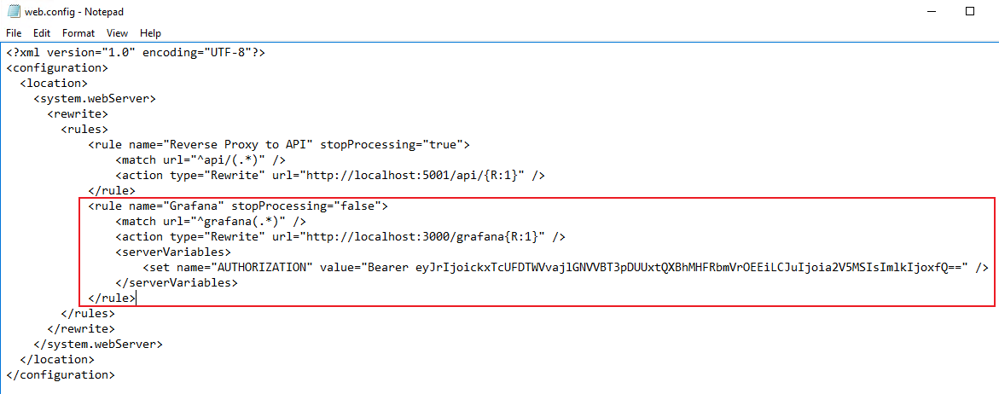 web.config - Notepad
File Edit Format View Help
<?xml version="1.0" encoding="UTF-8"?>
<configuration>
  <location>
    <system.webServer>
      <rewrite>
        <rules>
            <rule name="Reverse Proxy to API" stopProcessing="true">
                <match url="^api/(.*)" />
                <action type="Rewrite" url="http://localhost:5001/api/{R:1}" />
            </rule>
            <rule name="Grafana" stopProcessing="false">
                <match url="^grafana(.*)" />
                <action type="Rewrite" url="http://localhost:3000/grafana{R:1}" />
                <serverVariables>
                    <set name="AUTHORIZATION" value="Bearer eyJrIjoickxTcUFDTWVvajlGNVVBT3pDUUxtQXBhMHFRbmVrOEEiLCJuIjoia2V5MSIsImlkIjoxfQ==" />
                </serverVariables>
            </rule>
        </rules>
      </rewrite>
    </system.webServer>
  </location>
</configuration>